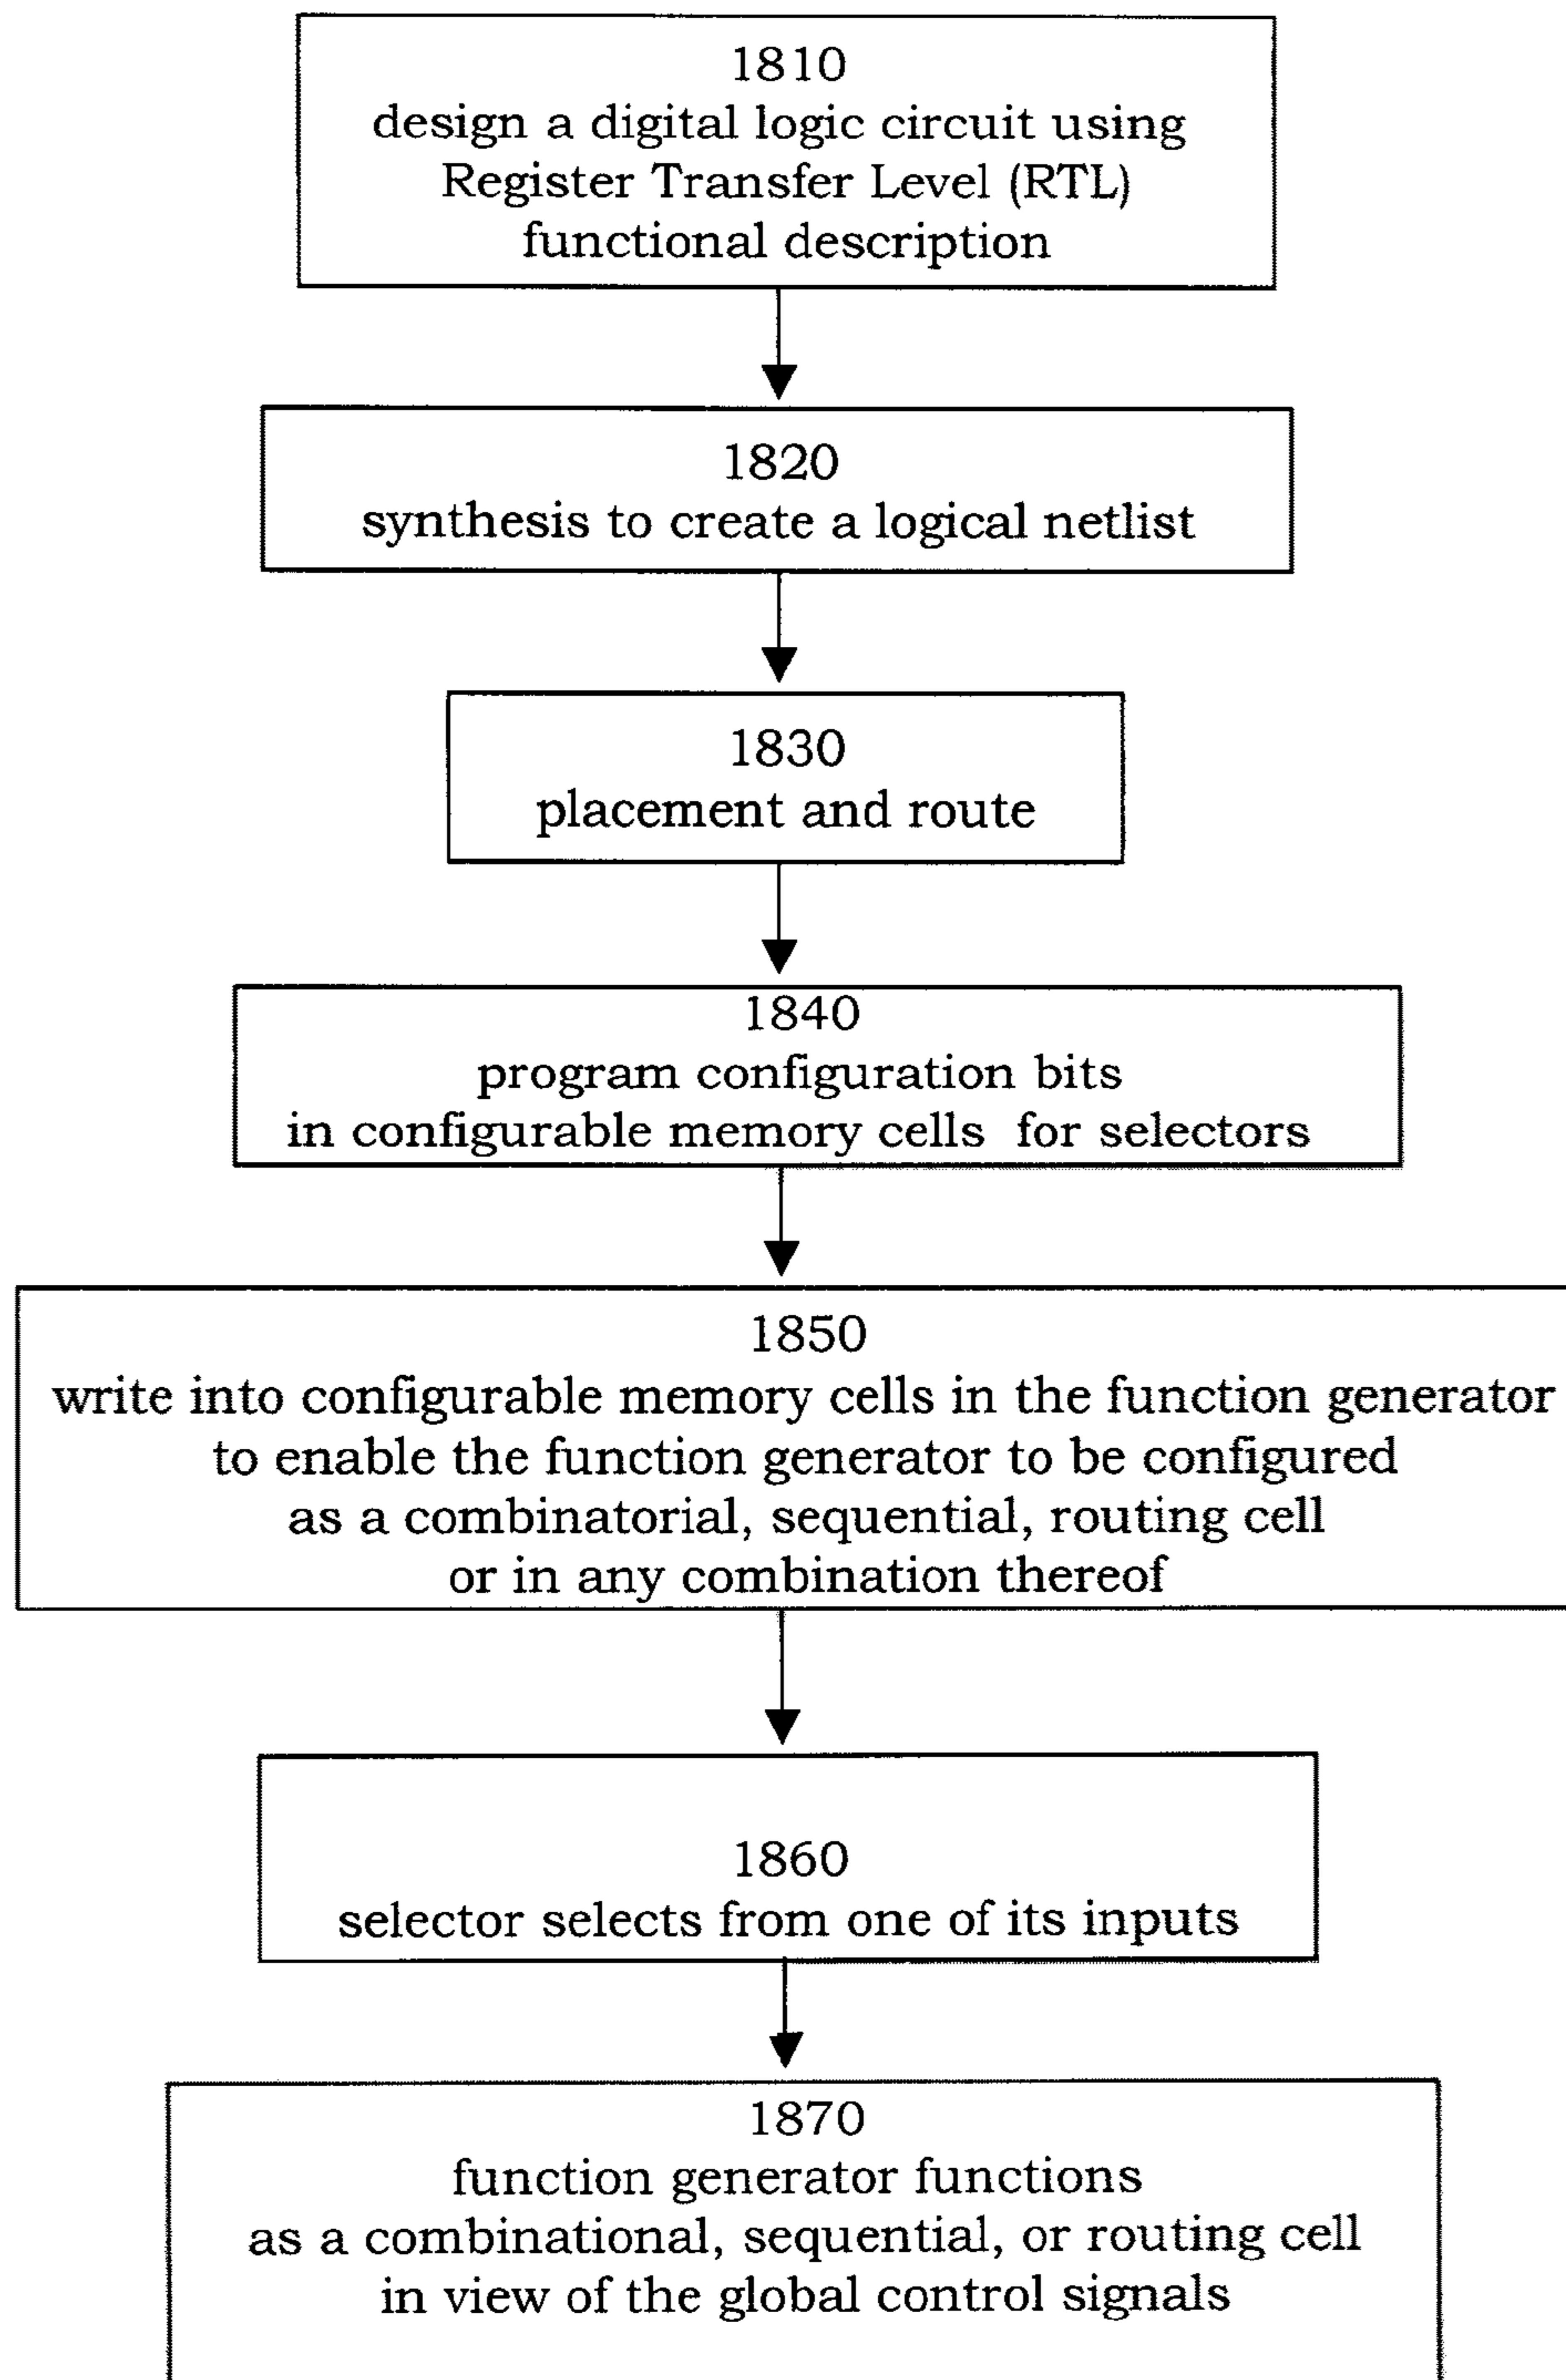 1810
design a digital logic circuit using
Register Transfer Level (RTL)
functional description
1820
synthesis to create a logical netlist
1830
placement and route
1840
program configuration bits
in configurable memory cells for selectors
1850
write into configurable memory cells in the function generator
to enable the function generator to be configured
as a combinatorial, sequential, routing cell
or in any combination thereof
1860
selector selects from one of its inputs
1870
function generator functions
as a combinational, sequential, or routing cell
in view of the global control signals